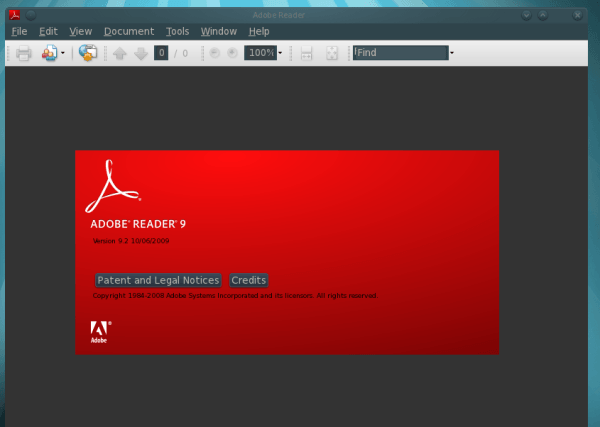 Adobe Reader
File Edit View Document Tools Window Help
0 / 0 100% Find
ADOBE® READER® 9
Version 9.2 10/06/2009
Patent and Legal Notices Credits
Copyright 1984-2008 Adobe Systems Incorporated and its licensors. All rights reserved.
Adobe